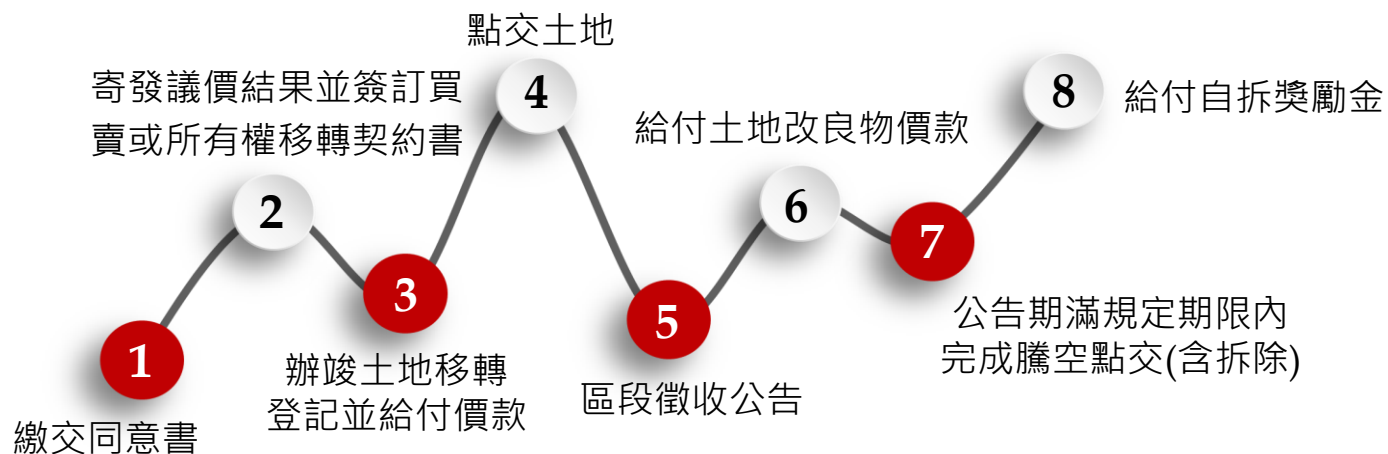 1
繳交同意書
2
寄發議價結果並簽訂買
賣或所有權移轉契約書
3
辦竣土地移轉
登記並給付價款
4
點交土地
5
區段徵收公告
6
給付土地改良物價款
7
公告期滿規定期限內
完成騰空點交(含拆除)
8
給付自拆獎勵金